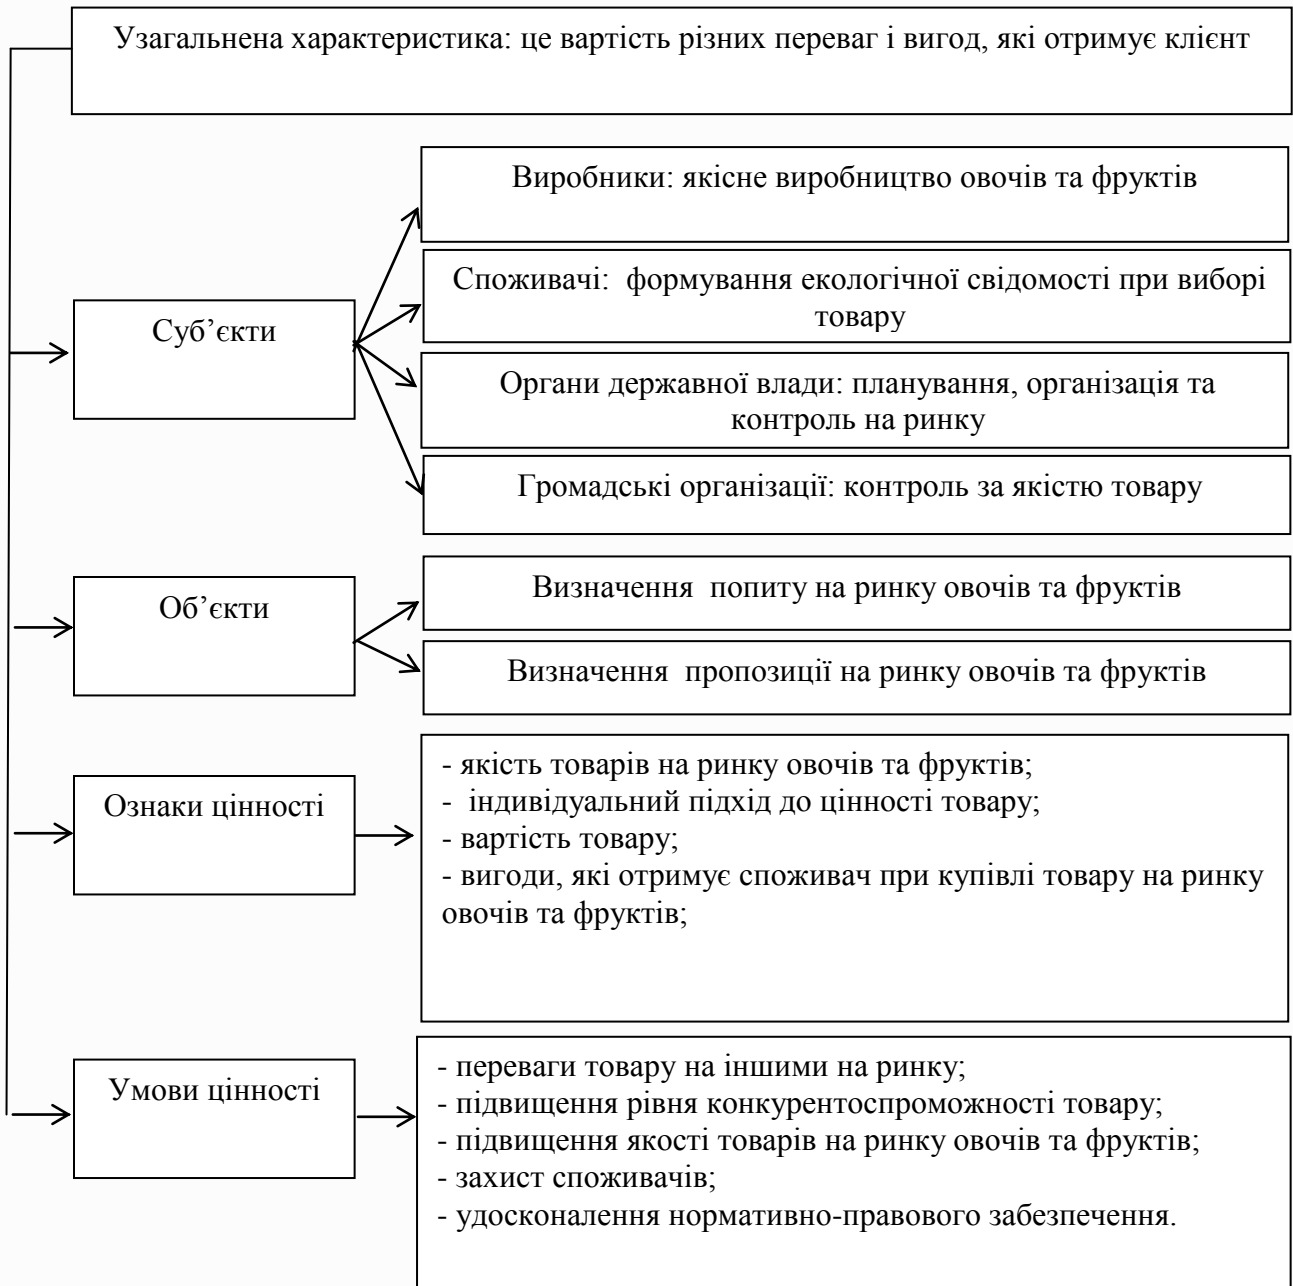 Узагальнена характеристика: це вартість різних переваг і вигод, які отримує клієнт
Виробники: якісне виробництво овочів та фруктів
Споживачі:  формування екологічної свідомості при виборі
товару
Суб’єкти
Органи державної влади: планування, організація та
контроль на ринку
Громадські організації: контроль за якістю товару
Визначення  попиту на ринку овочів та фруктів
Об’єкти
Визначення  пропозиції на ринку овочів та фруктів
Ознаки цінності
- якість товарів на ринку овочів та фруктів;
-  індивідуальний підхід до цінності товару;
- вартість товару;
- вигоди, які отримує споживач при купівлі товару на ринку
овочів та фруктів;
Умови цінності
- переваги товару на іншими на ринку;
- підвищення рівня конкурентоспроможності товару;
- підвищення якості товарів на ринку овочів та фруктів;
- захист споживачів;
- удосконалення нормативно-правового забезпечення.